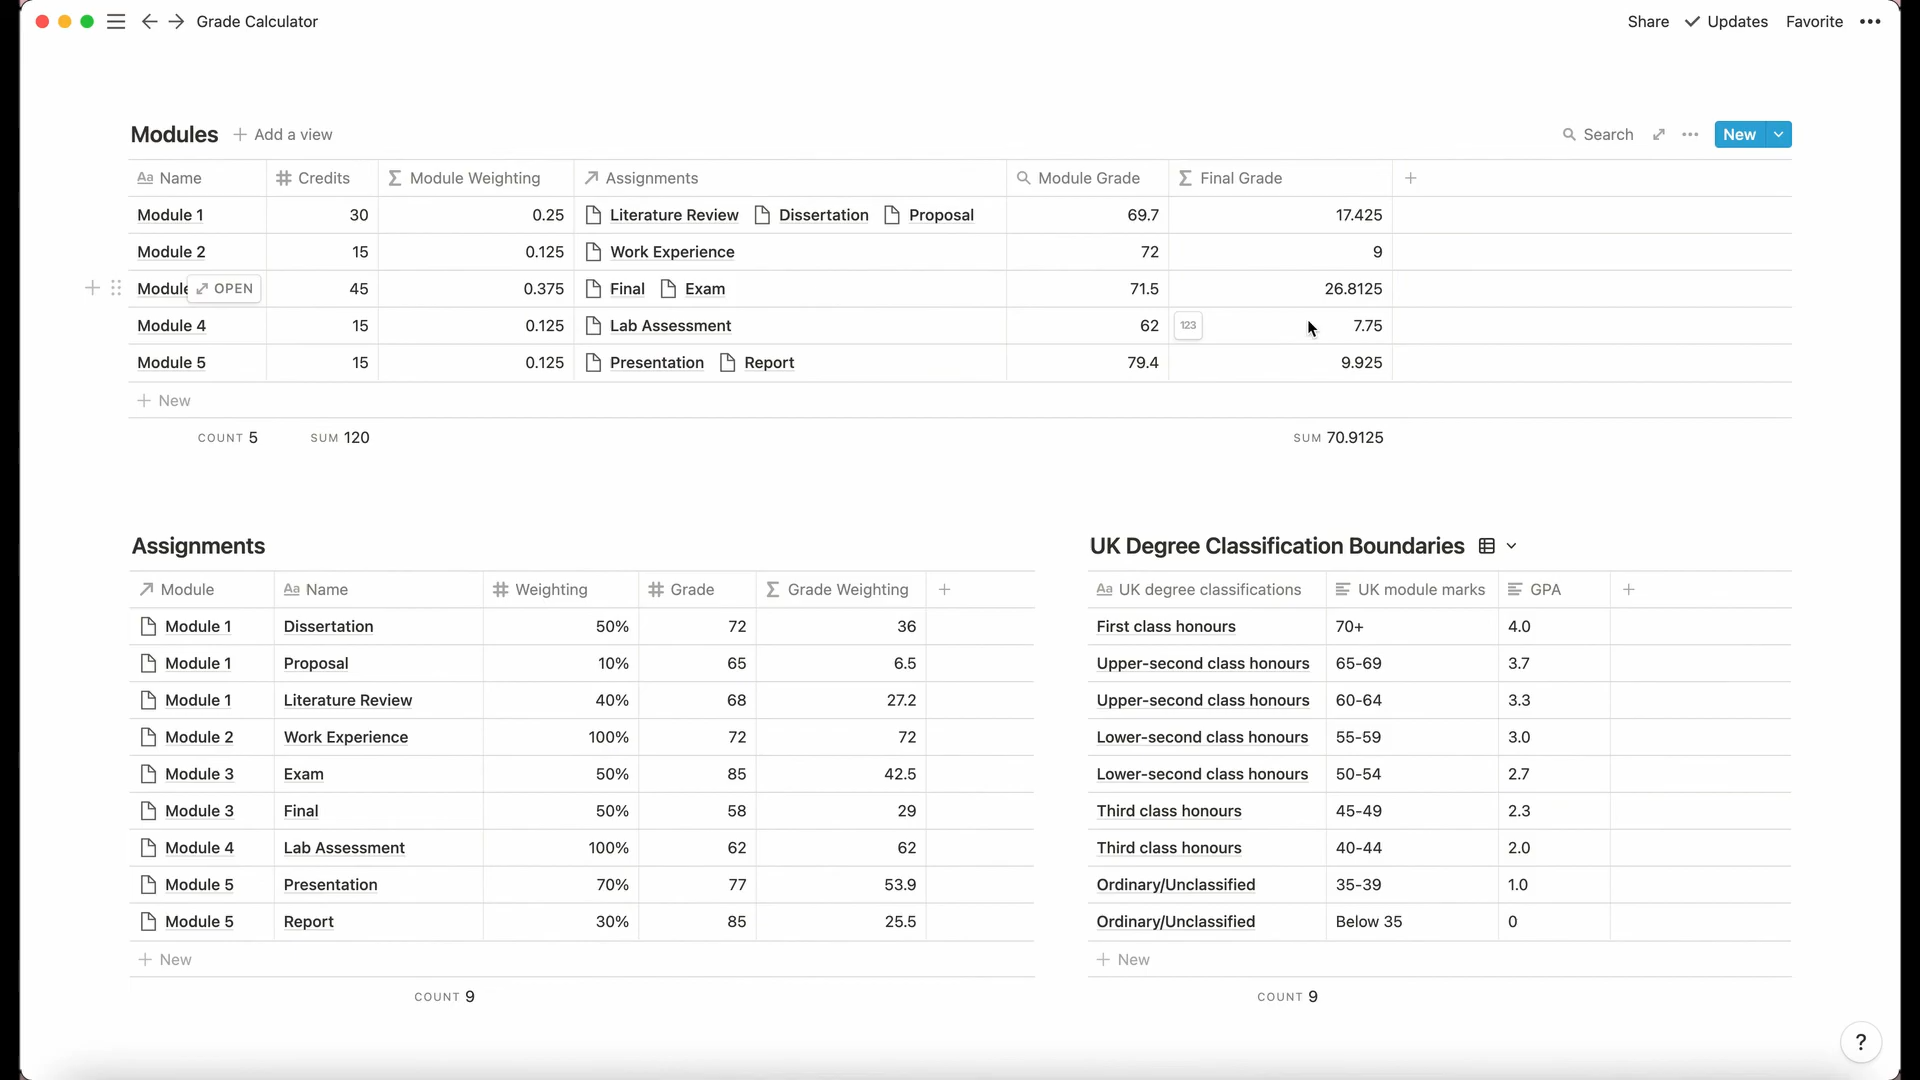 Grade Calculator Share Updates Favorite
Modules + Add a view Search New
Aa Name # Credits Σ Module Weighting Assignments Module Grade Σ Final Grade +
Module 1 30 0.25 Literature Review Dissertation Proposal 69.7 17.425
Module 2 15 0.125 Work Experience 72 9
Module OPEN 45 0.375 Final Exam 71.5 26.8125
Module 4 15 0.125 Lab Assessment 62 123 7.75
Module 5 15 0.125 Presentation Report 79.4 9.925
+ New
COUNT 5 SUM 120 SUM 70.9125
Assignments
Module Aa Name # Weighting # Grade Σ Grade Weighting +
Module 1 Dissertation 50% 72 36
Module 1 Proposal 10% 65 6.5
Module 1 Literature Review 40% 68 27.2
Module 2 Work Experience 100% 72 72
Module 3 Exam 50% 85 42.5
Module 3 Final 50% 58 29
Module 4 Lab Assessment 100% 62 62
Module 5 Presentation 70% 77 53.9
Module 5 Report 30% 85 25.5
+ New
COUNT 9
UK Degree Classification Boundaries
Aa UK degree classifications UK module marks GPA +
First class honours 70+ 4.0
Upper-second class honours 65-69 3.7
Upper-second class honours 60-64 3.3
Lower-second class honours 55-59 3.0
Lower-second class honours 50-54 2.7
Third class honours 45-49 2.3
Third class honours 40-44 2.0
Ordinary/Unclassified 35-39 1.0
Ordinary/Unclassified Below 35 0
+ New
COUNT 9
?